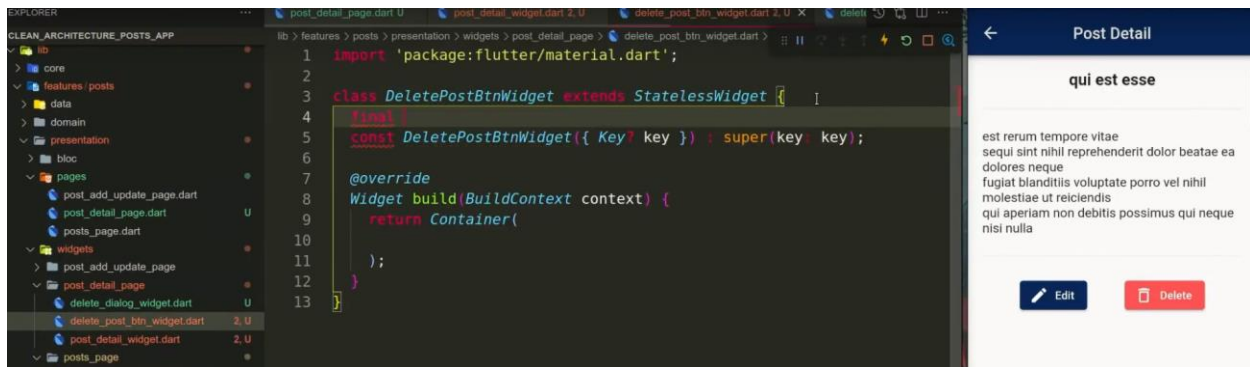 EXPLORER
...
post_detail_page.dart U
post_detail_widget.dart 2, U
delete_post_btn_widget.dart 2, U
CLEAN_ARCHITECTURE_POSTS_APP
lib > features > posts > presentation > widgets > post_detail_page > delete_post_btn_widget.dart >
lib
core
features / posts
data
domain
presentation
bloc
pages
post_add_update_page.dart
post_detail_page.dart U
posts_page.dart
widgets
post_add_update_page
post_detail_page
delete_dialog_widget.dart U
delete_post_btn_widget.dart 2, U
post_detail_widget.dart 2, U
posts_page
1 import 'package:flutter/material.dart';
2
3 class DeletePostBtnWidget extends StatelessWidget {
4 final
5 const DeletePostBtnWidget({ Key? key }) : super(key: key);
6
7 @override
8 Widget build(BuildContext context) {
9 return Container(
10
11 );
12 }
13 }
Post Detail
qui est esse
est rerum tempore vitae
sequi sint nihil reprehenderit dolor beatae ea
dolores neque
fugiat blanditiis voluptate porro vel nihil
molestiae ut reiciendis
qui aperiam non debitis possimus qui neque
nisi nulla
Edit
Delete